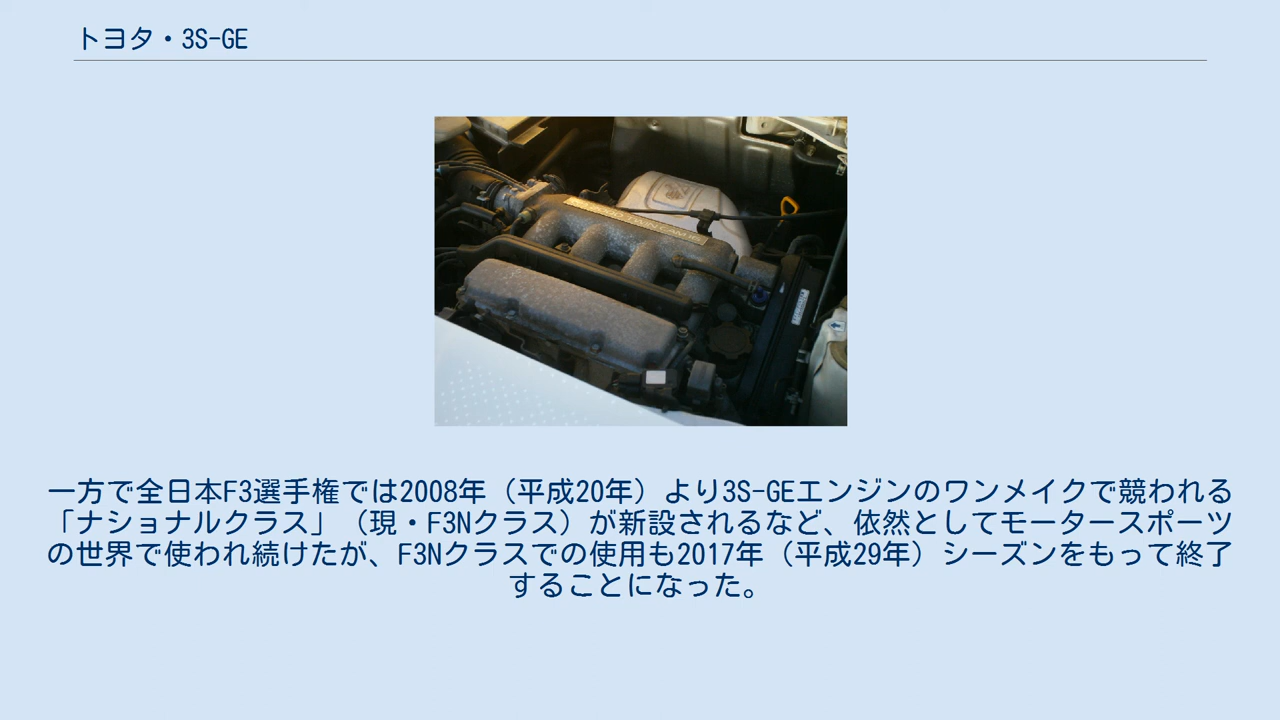 トヨタ・3S-GE
一方で全日本F3選手権では2008年（平成20年）より3S-GEエンジンのワンメイクで競われる
「ナショナルクラス」（現・F3Nクラス）が新設されるなど、依然としてモータースポーツ
の世界で使われ続けたが、F3Nクラスでの使用も2017年（平成29年）シーズンをもって終了
することになった。